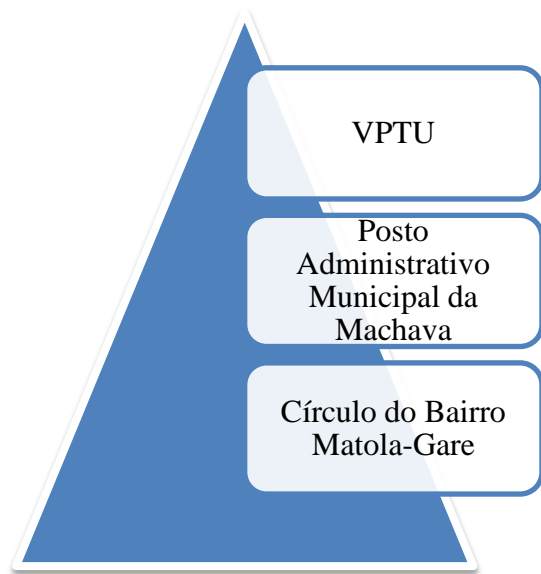 VPTU
Posto
Administrativo
Municipal da
Machava
Círculo do Bairro
Matola-Gare